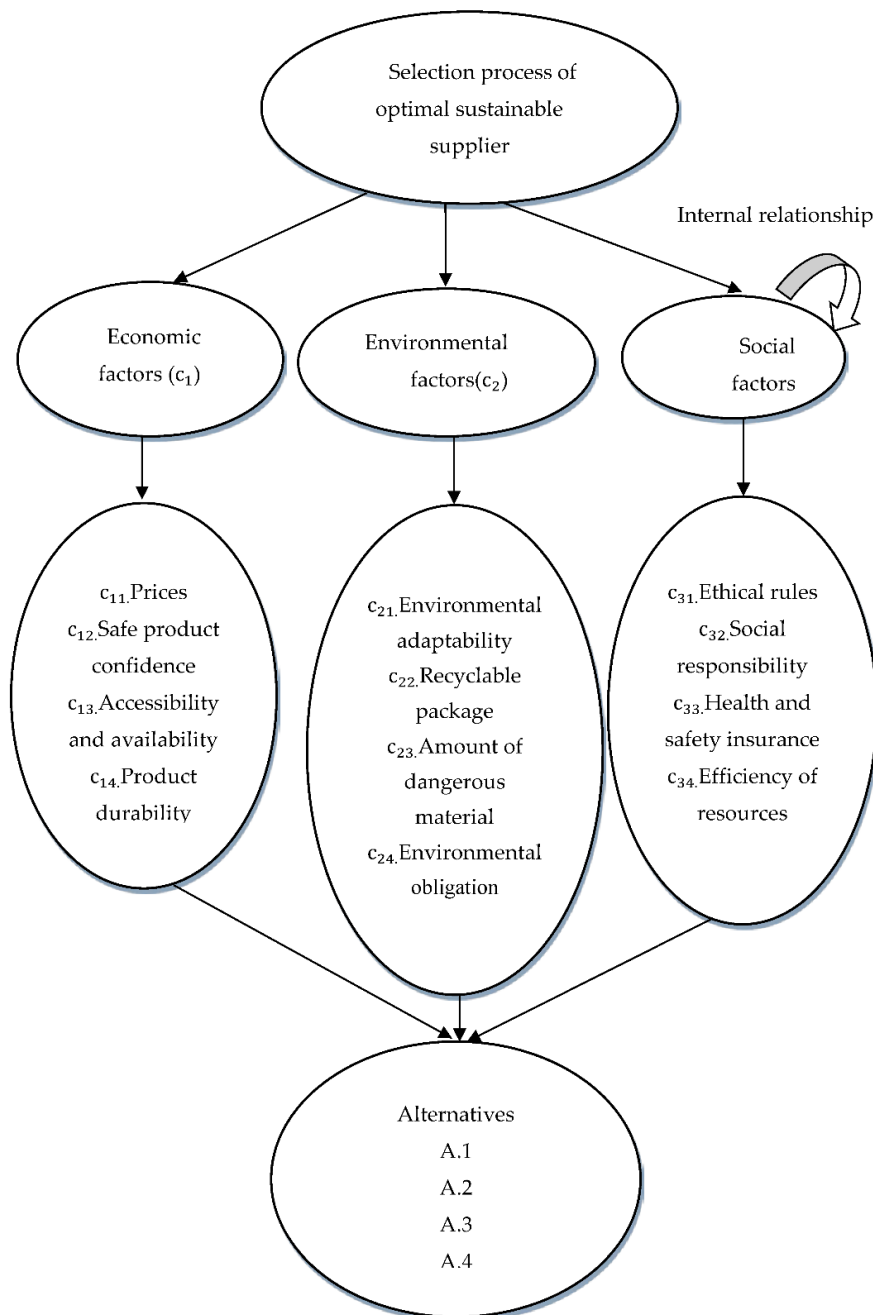 Selection process of
optimal sustainable
supplier
Internal relationship
Economic
factors (c₁)
Environmental
factors(c₂)
Social
factors
c₁₁.Prices
c₁₂.Safe product
confidence
c₁₃.Accessibility
and availability
c₁₄.Product
durability
c₂₁.Environmental
adaptability
c₂₂.Recyclable
package
c₂₃.Amount of
dangerous
material
c₂₄.Environmental
obligation
c₃₁.Ethical rules
c₃₂.Social
responsibility
c₃₃.Health and
safety insurance
c₃₄.Efficiency of
resources
Alternatives
A.1
A.2
A.3
A.4